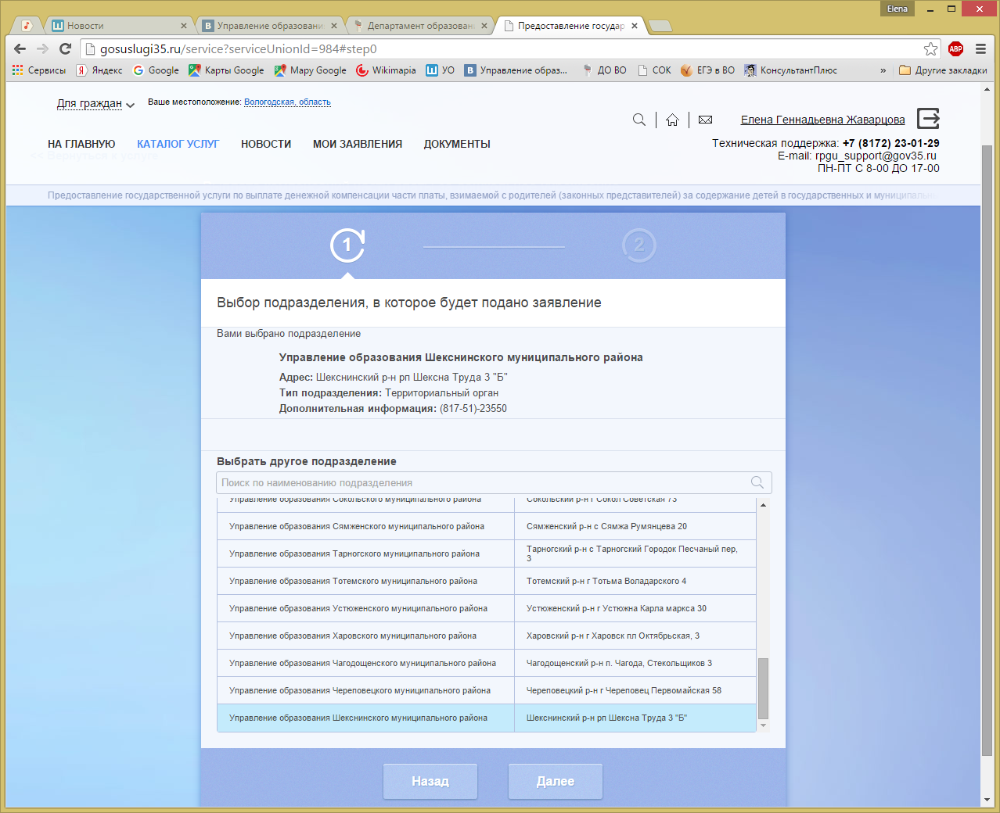 Elena
Новости
Управление образовани
Департамент образован
Предоставление государ
gosuslugi35.ru/service?serviceUnionId=984#step0
ABP
Сервисы
Яндекс
Google
Карты Google
Мапу Google
Wikimapia
УО
Управление образ...
ДО ВО
СОК
ЕГЭ в ВО
КонсультантПлюс
»
Другие закладки
Для граждан
Ваше местоположение: Вологодская, область
Елена Геннадьевна Жаварцова
НА ГЛАВНУЮ
КАТАЛОГ УСЛУГ
НОВОСТИ
МОИ ЗАЯВЛЕНИЯ
ДОКУМЕНТЫ
Техническая поддержка: +7 (8172) 23-01-29
E-mail: rpgu_support@gov35.ru
ПН-ПТ С 8-00 ДО 17-00
Предоставление государственной услуги по выплате денежной компенсации части платы, взимаемой с родителей (законных представителей) за содержание детей в государственных и муниципаль
1
2
Выбор подразделения, в которое будет подано заявление
Вами выбрано подразделение
Управление образования Шекснинского муниципального района
Адрес: Шекснинский р-н рп Шексна Труда 3 "Б"
Тип подразделения: Территориальный орган
Дополнительная информация: (817-51)-23550
Выбрать другое подразделение
Поиск по наименованию подразделения
Управление образования Сокольского муниципального района
Сокольский р-н г Сокол Советская 73
Управление образования Сямженского муниципального района
Сямженский р-н с Сямжа Румянцева 20
Управление образования Тарногского муниципального района
Тарногский р-н с Тарногский Городок Песчаный пер,
3
Управление образования Тотемского муниципального района
Тотемский р-н г Тотьма Воладарского 4
Управление образования Устюженского муниципального района
Устюженский р-н г Устюжна Карла маркса 30
Управление образования Харовского муниципального района
Харовский р-н г Харовск пл Октябрьская, 3
Управление образования Чагодощенского муниципального района
Чагодощенский р-н п. Чагода, Стекольщиков 3
Управление образования Череповецкого муниципального района
Череповецкий р-н г Череповец Первомайская 58
Управление образования Шекснинского муниципального района
Шекснинский р-н рп Шексна Труда 3 "Б"
Назад
Далее